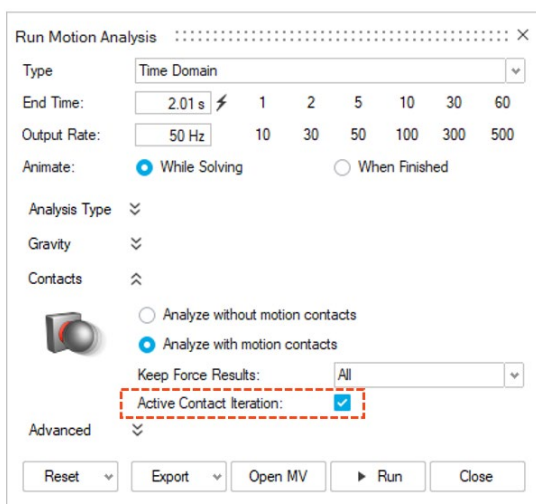 Run Motion Analysis
Type Time Domain
End Time: 2.01 s 1 2 5 10 30 60
Output Rate: 50 Hz 10 30 50 100 300 500
Animate: While Solving When Finished
Analysis Type
Gravity
Contacts
Analyze without motion contacts
Analyze with motion contacts
Keep Force Results: All
Active Contact Iteration:
Advanced
Reset Export Open MV Run Close